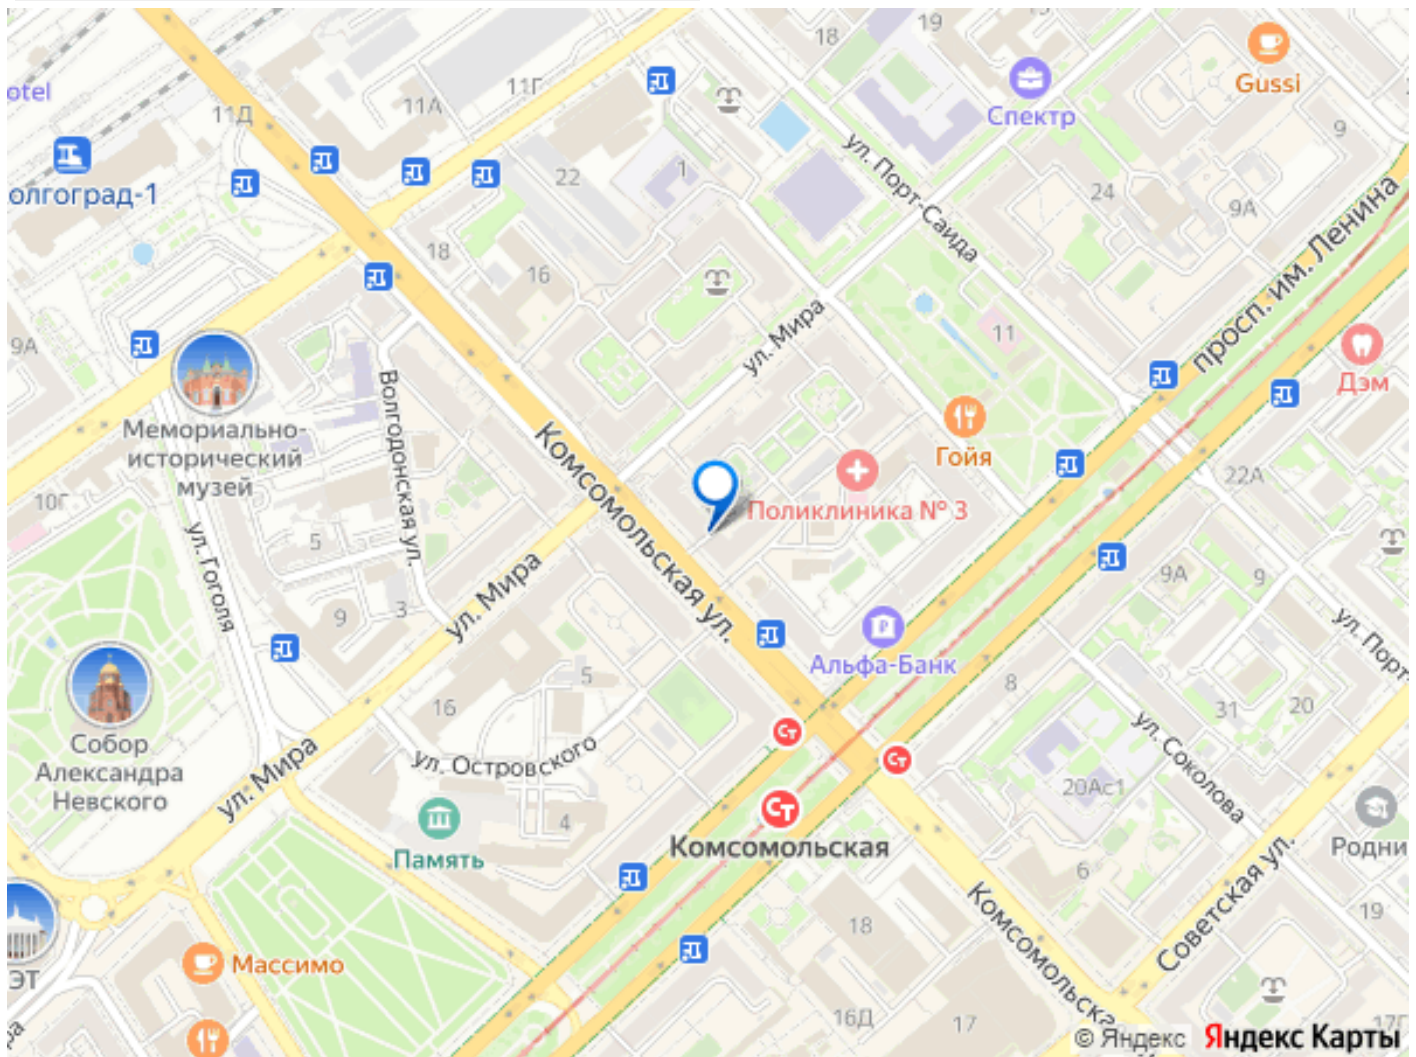 18
19
Gussi
otel
11Г
11А
11Д
Спектр
9
олгоград-1
22
1
ул. Порт-Саида
24
9А
просп. им. Ленина
18
16
9А
ул. Мира
11
Дэм
Мемориально-
исторический
музей
Волгодонская ул.
Комсомольская ул.
Гойя
22А
10Г
ул. Гоголя
5
Поликлиника № 3
ул. Мира
9
3
9А
9
ул. Порт
Альфа-Банк
5
8
16
31
20
Собор
Александра
Невского
ул. Мира
ул. Островского
ул. Соколова
20Ас1
Ст
Ст
Ст
Комсомольская
4
Память
Родни
6
Советская ул.
Комсомольска
18
19
ЭТ
Массимо
16Д
17
17Г
ра
© Яндекс Яндекс Карты